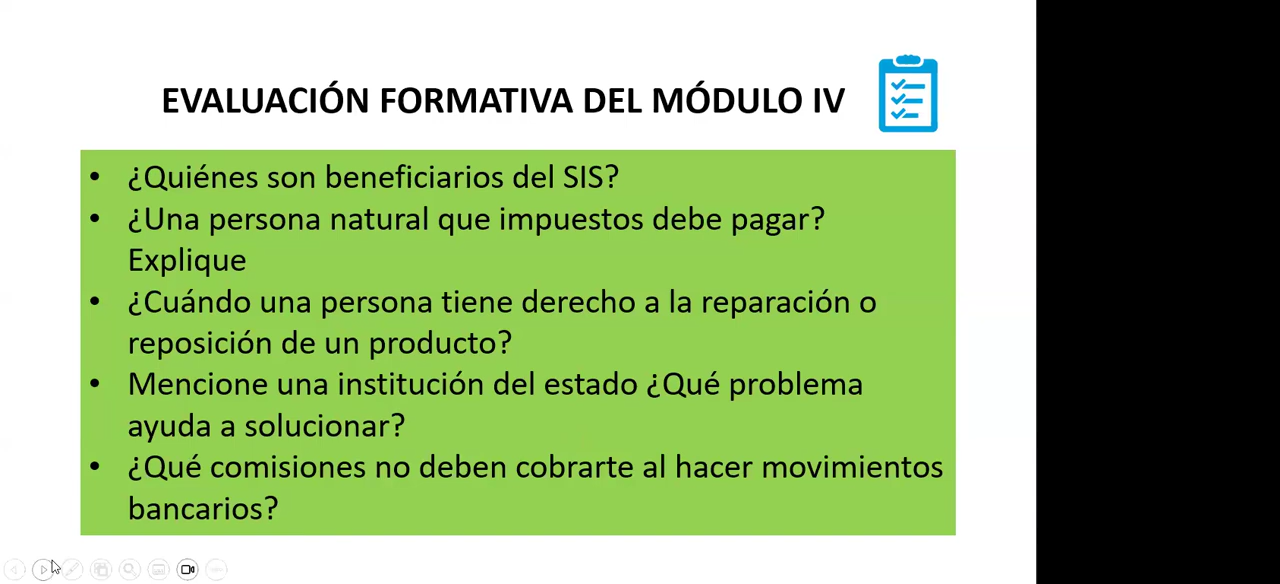 EVALUACIÓN FORMATIVA DEL MÓDULO IV
• ¿Quiénes son beneficiarios del SIS?
• ¿Una persona natural que impuestos debe pagar?
Explique
• ¿Cuándo una persona tiene derecho a la reparación o
reposición de un producto?
• Mencione una institución del estado ¿Qué problema
ayuda a solucionar?
• ¿Qué comisiones no deben cobrarte al hacer movimientos
bancarios?